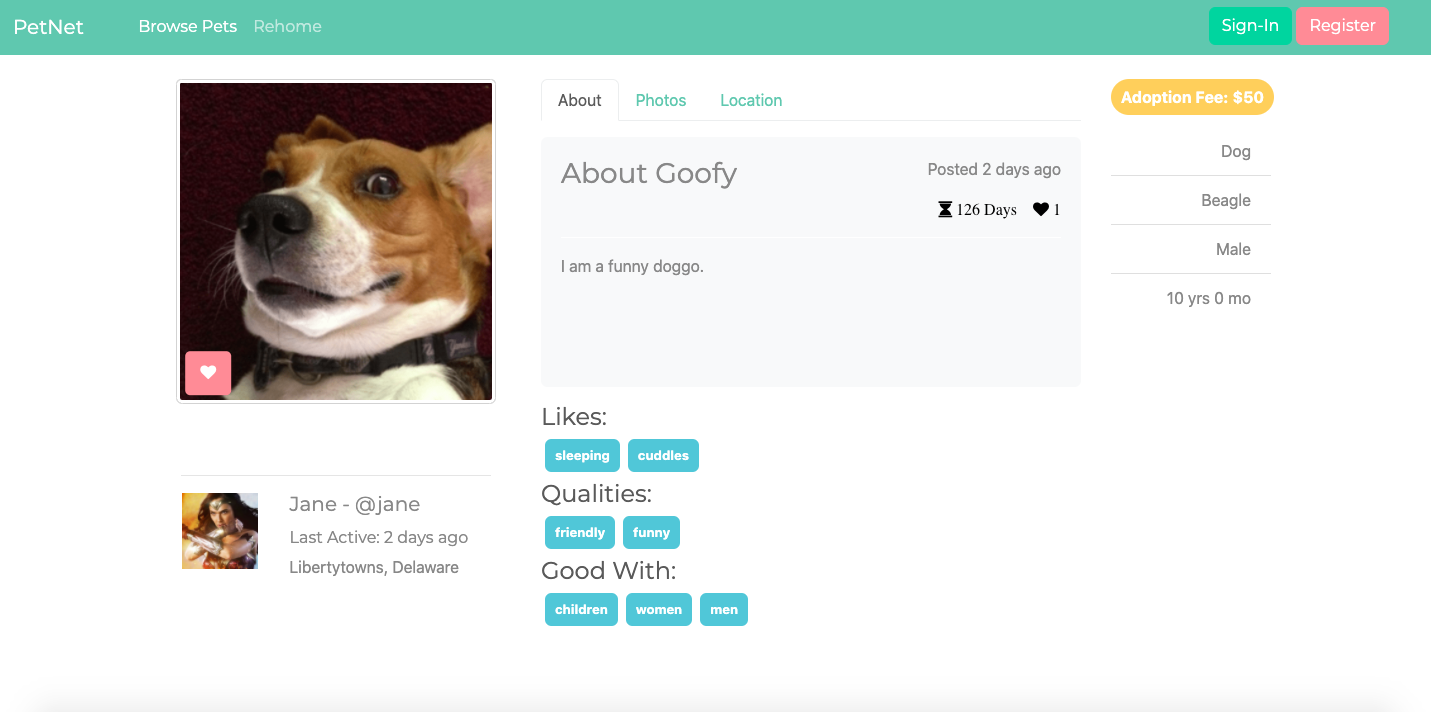 PetNet Browse Pets Rehome Sign-In Register
About Photos Location
About Goofy
Posted 2 days ago
126 Days 1
I am a funny doggo.
Likes:
sleeping cuddles
Qualities:
friendly funny
Good With:
children women men
Adoption Fee: $50
Dog
Beagle
Male
10 yrs 0 mo
Jane - @jane
Last Active: 2 days ago
Libertytowns, Delaware